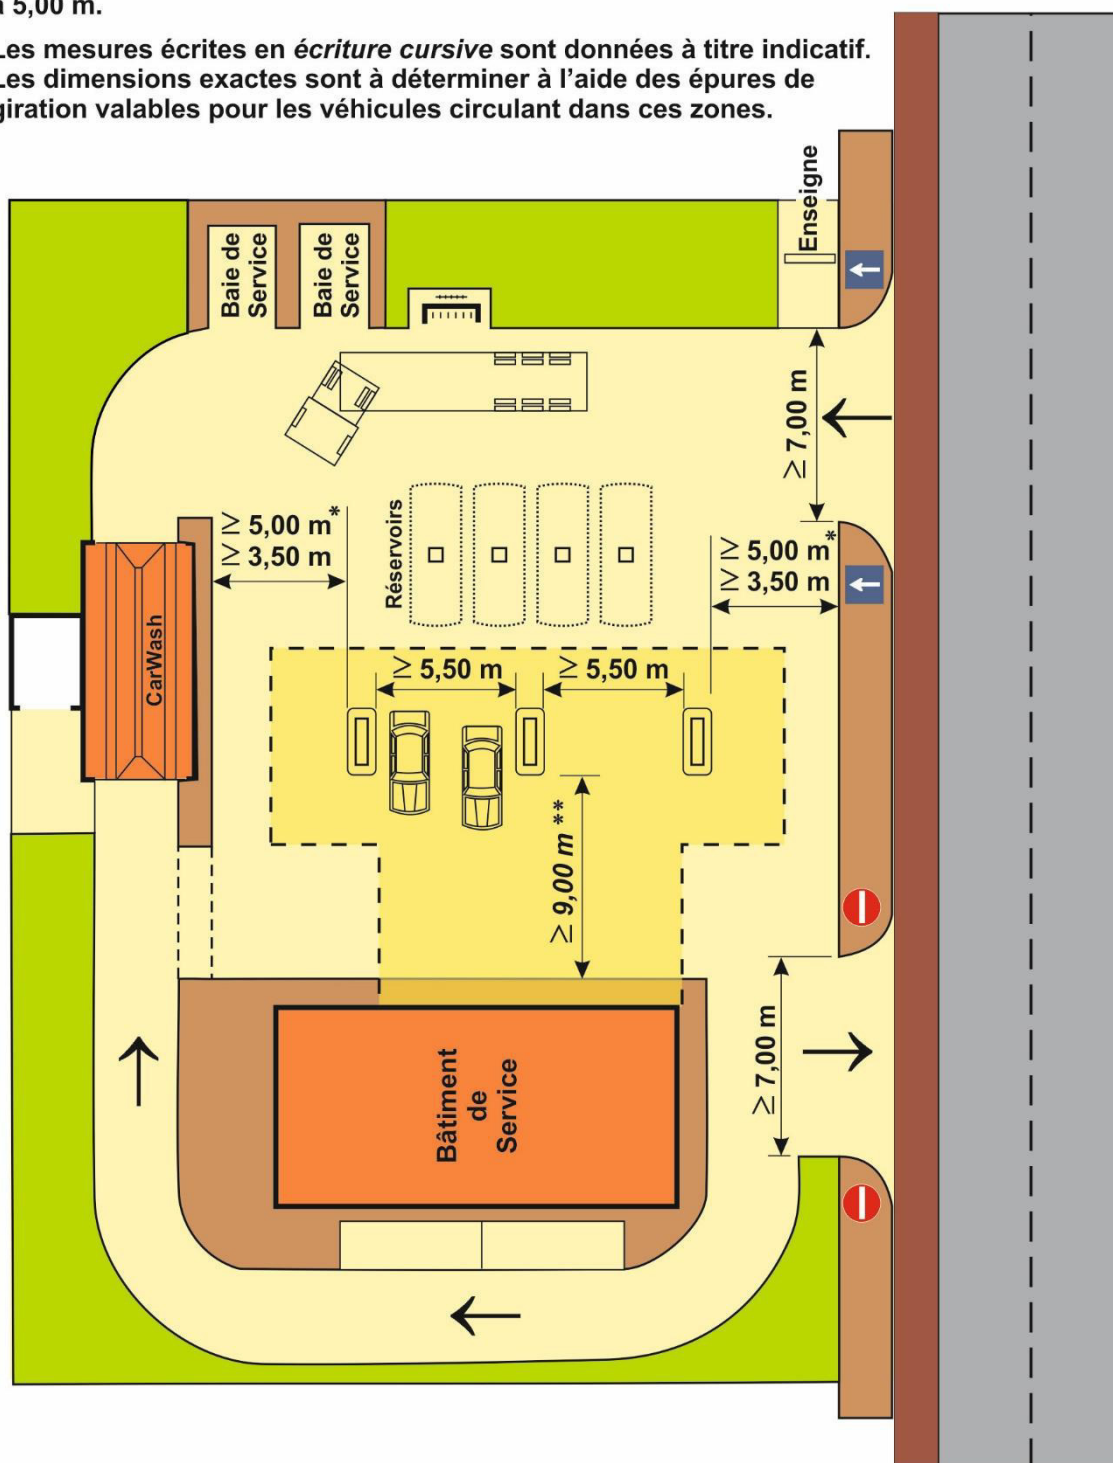 à 5,00 m.
Les mesures écrites en écriture cursive sont données à titre indicatif.
Les dimensions exactes sont à déterminer à l'aide des épures de
giration valables pour les véhicules circulant dans ces zones.
Enseigne
Baie de
Service
Baie de
Service
≥ 7,00 m
≥ 5,00 m*
≥ 3,50 m
Réservoirs
≥ 5,00 m*
≥ 3,50 m
CarWash
≥ 5,50 m
≥ 5,50 m
≥ 9,00 m **
≥ 7,00 m
Bâtiment
de
Service